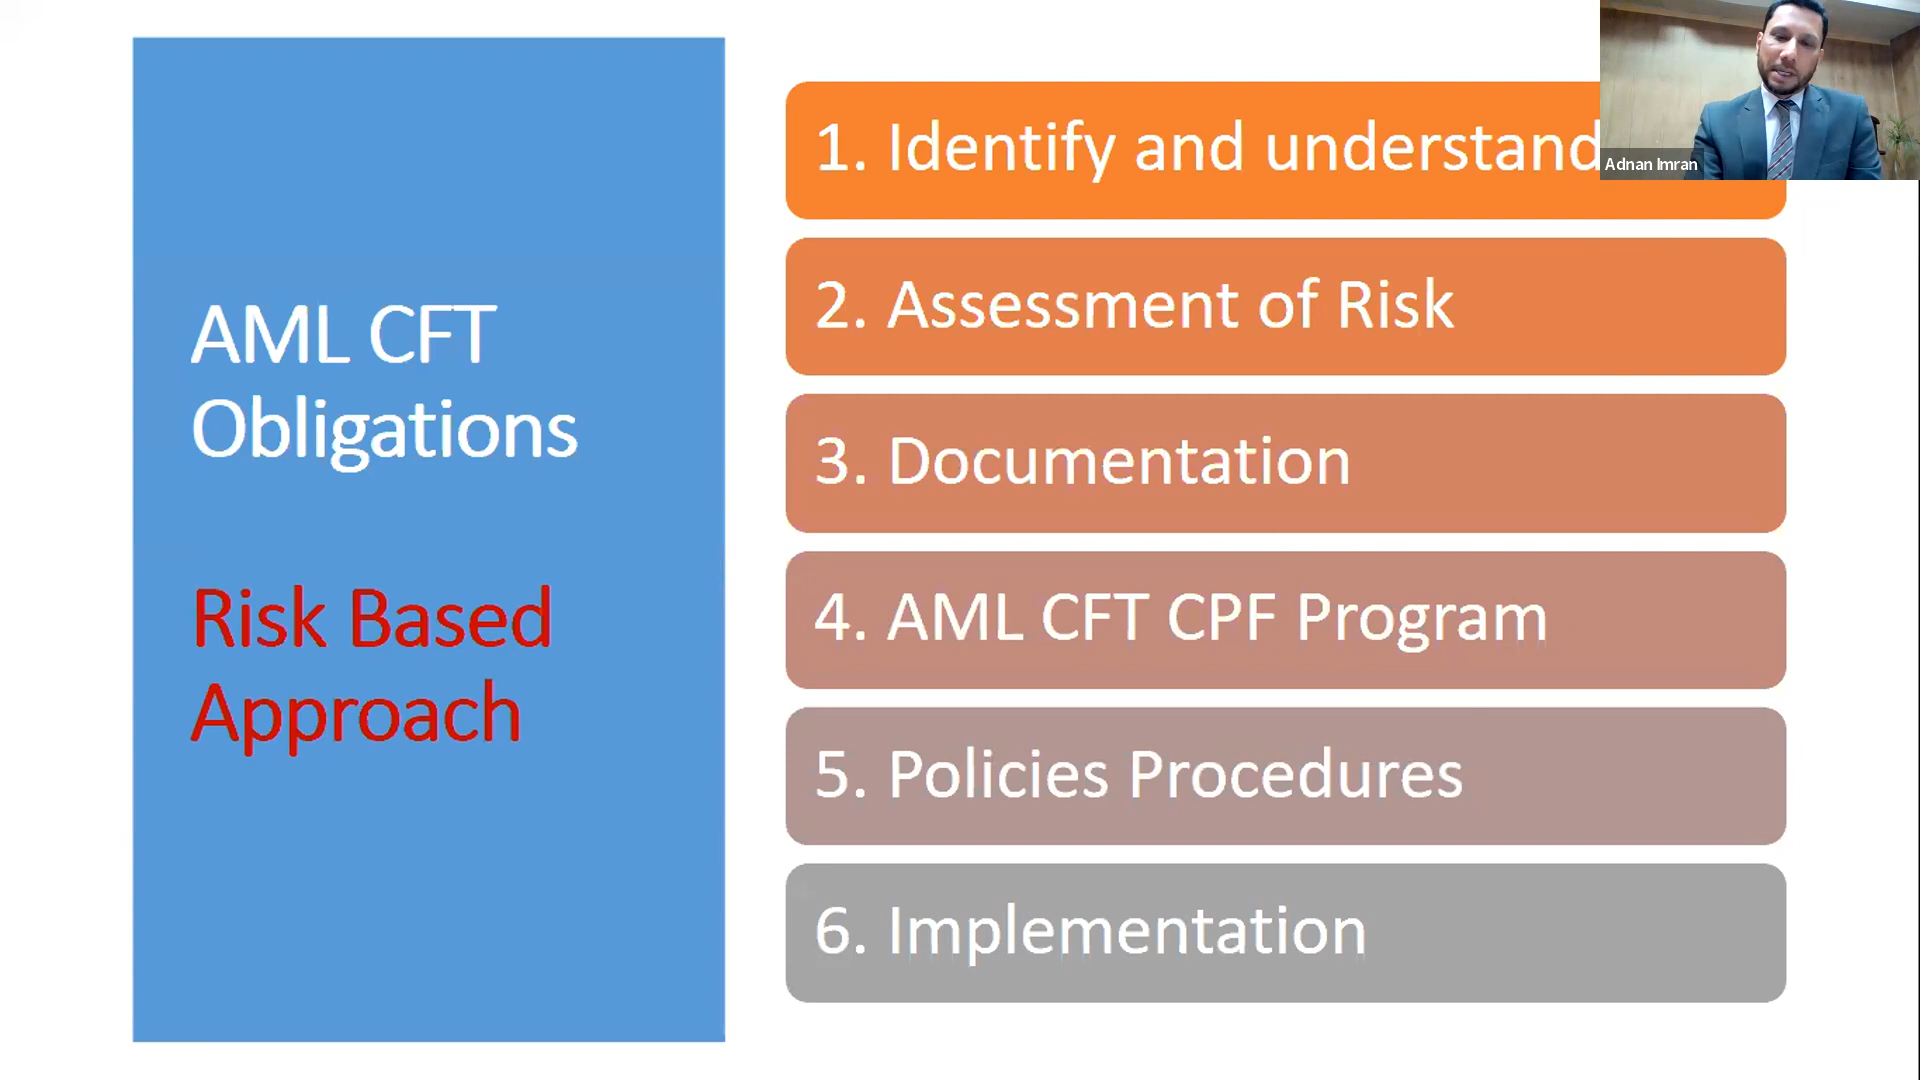 AML CFT
Obligations
Risk Based
Approach
1. Identify and understand
2. Assessment of Risk
3. Documentation
4. AML CFT CPF Program
5. Policies Procedures
6. Implementation
Adnan Imran